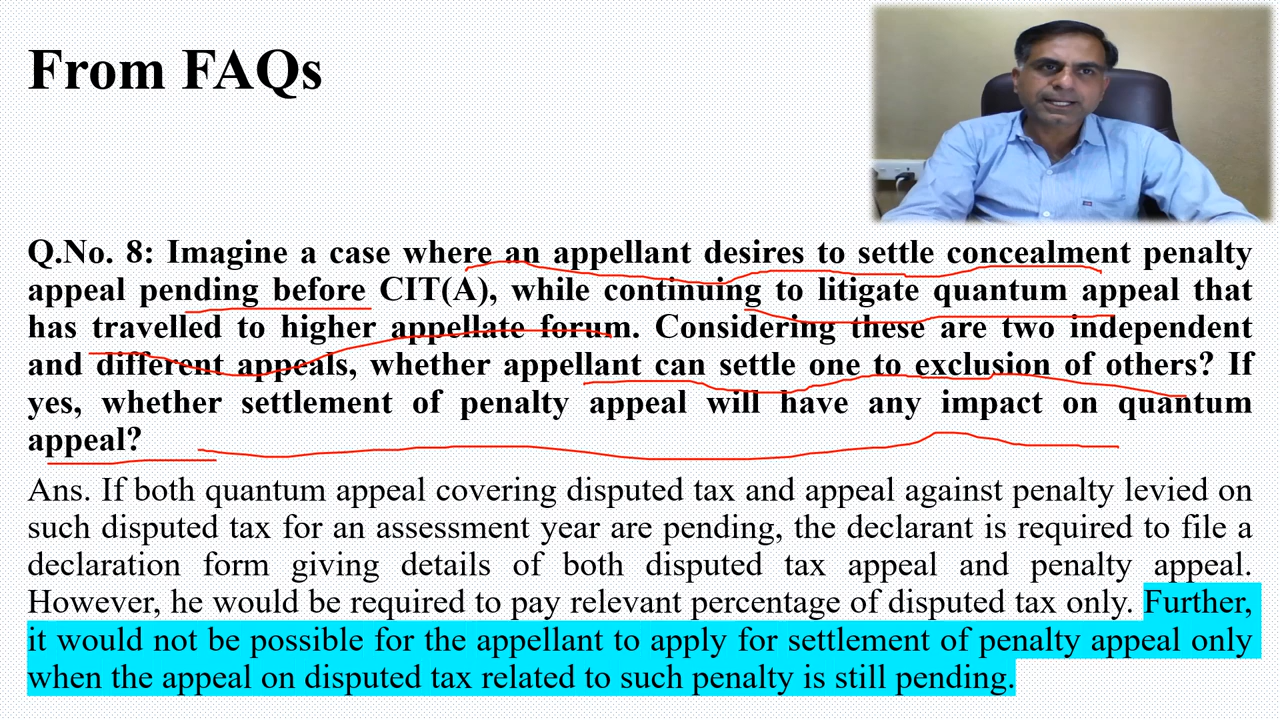 From FAQs
Q.No. 8: Imagine a case where an appellant desires to settle concealment penalty
appeal pending before CIT(A), while continuing to litigate quantum appeal that
has travelled to higher appellate forum. Considering these are two independent
and different appeals, whether appellant can settle one to exclusion of others? If
yes, whether settlement of penalty appeal will have any impact on quantum
appeal?
Ans. If both quantum appeal covering disputed tax and appeal against penalty levied on
such disputed tax for an assessment year are pending, the declarant is required to file a
declaration form giving details of both disputed tax appeal and penalty appeal.
However, he would be required to pay relevant percentage of disputed tax only. Further,
it would not be possible for the appellant to apply for settlement of penalty appeal only
when the appeal on disputed tax related to such penalty is still pending.